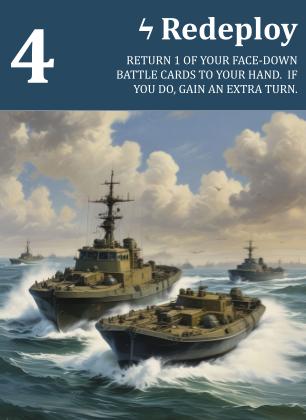 4
ϟ Redeploy
RETURN 1 OF YOUR FACE-DOWN
BATTLE CARDS TO YOUR HAND. IF
YOU DO, GAIN AN EXTRA TURN.